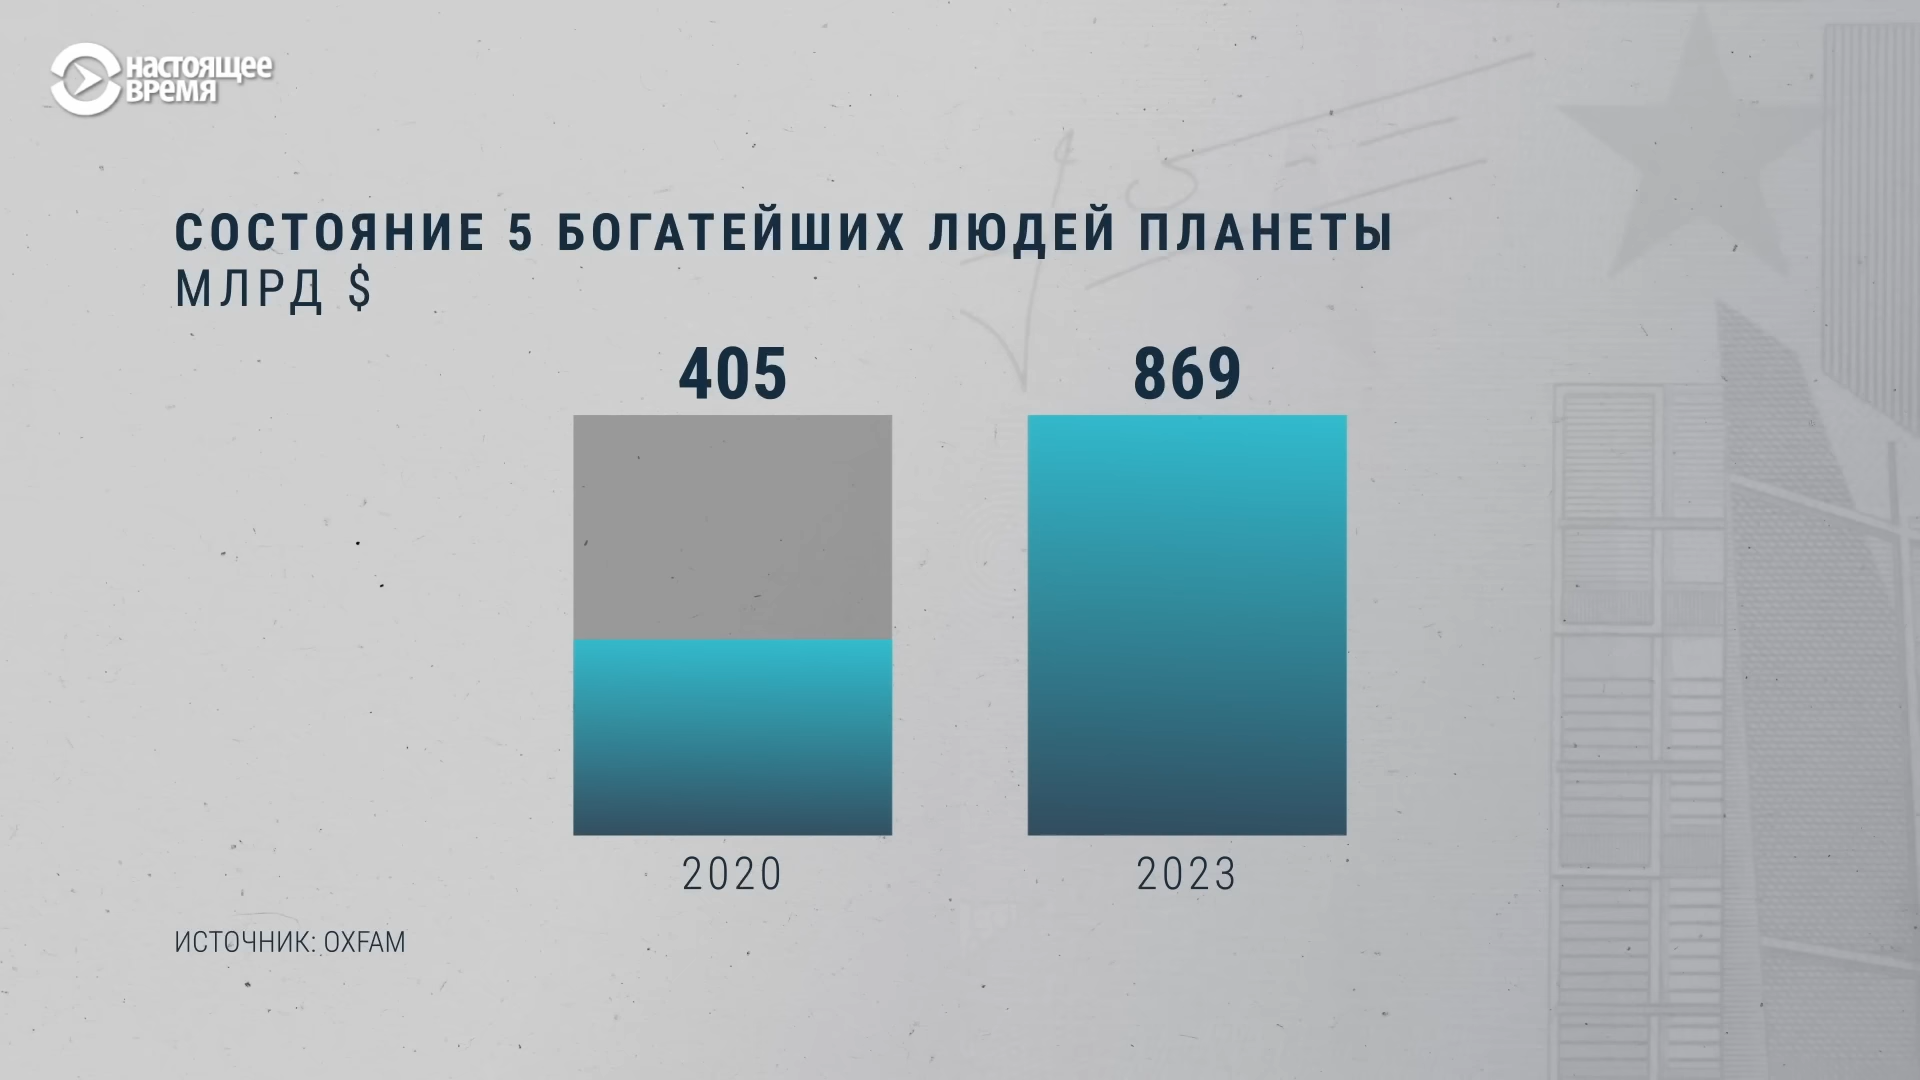 настоящее
время
СОСТОЯНИЕ 5 БОГАТЕЙШИХ ЛЮДЕЙ ПЛАНЕТЫ
МЛРД $
405
869
2020
2023
ИСТОЧНИК: OXFAM